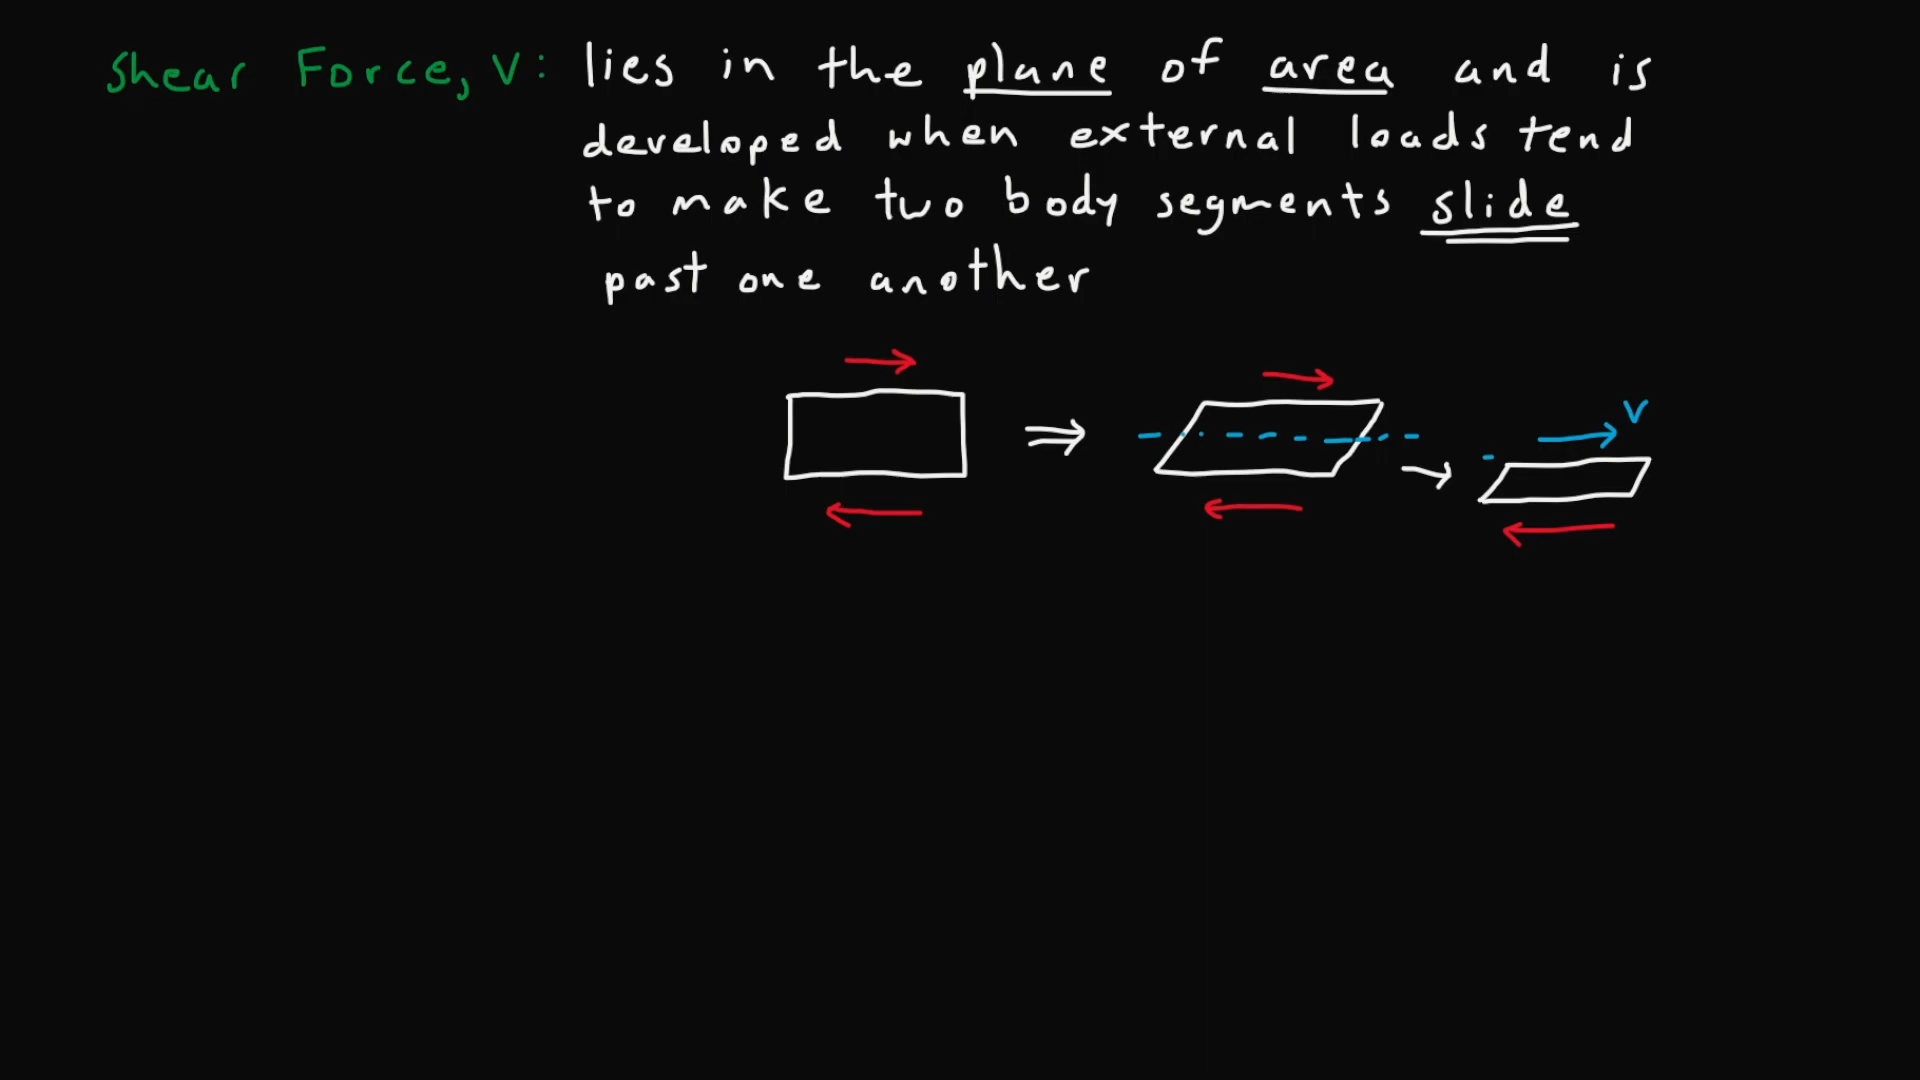 Shear Force, V: lies in the plane of area and is
developed when external loads tend
to make two body segments slide
past one another
V